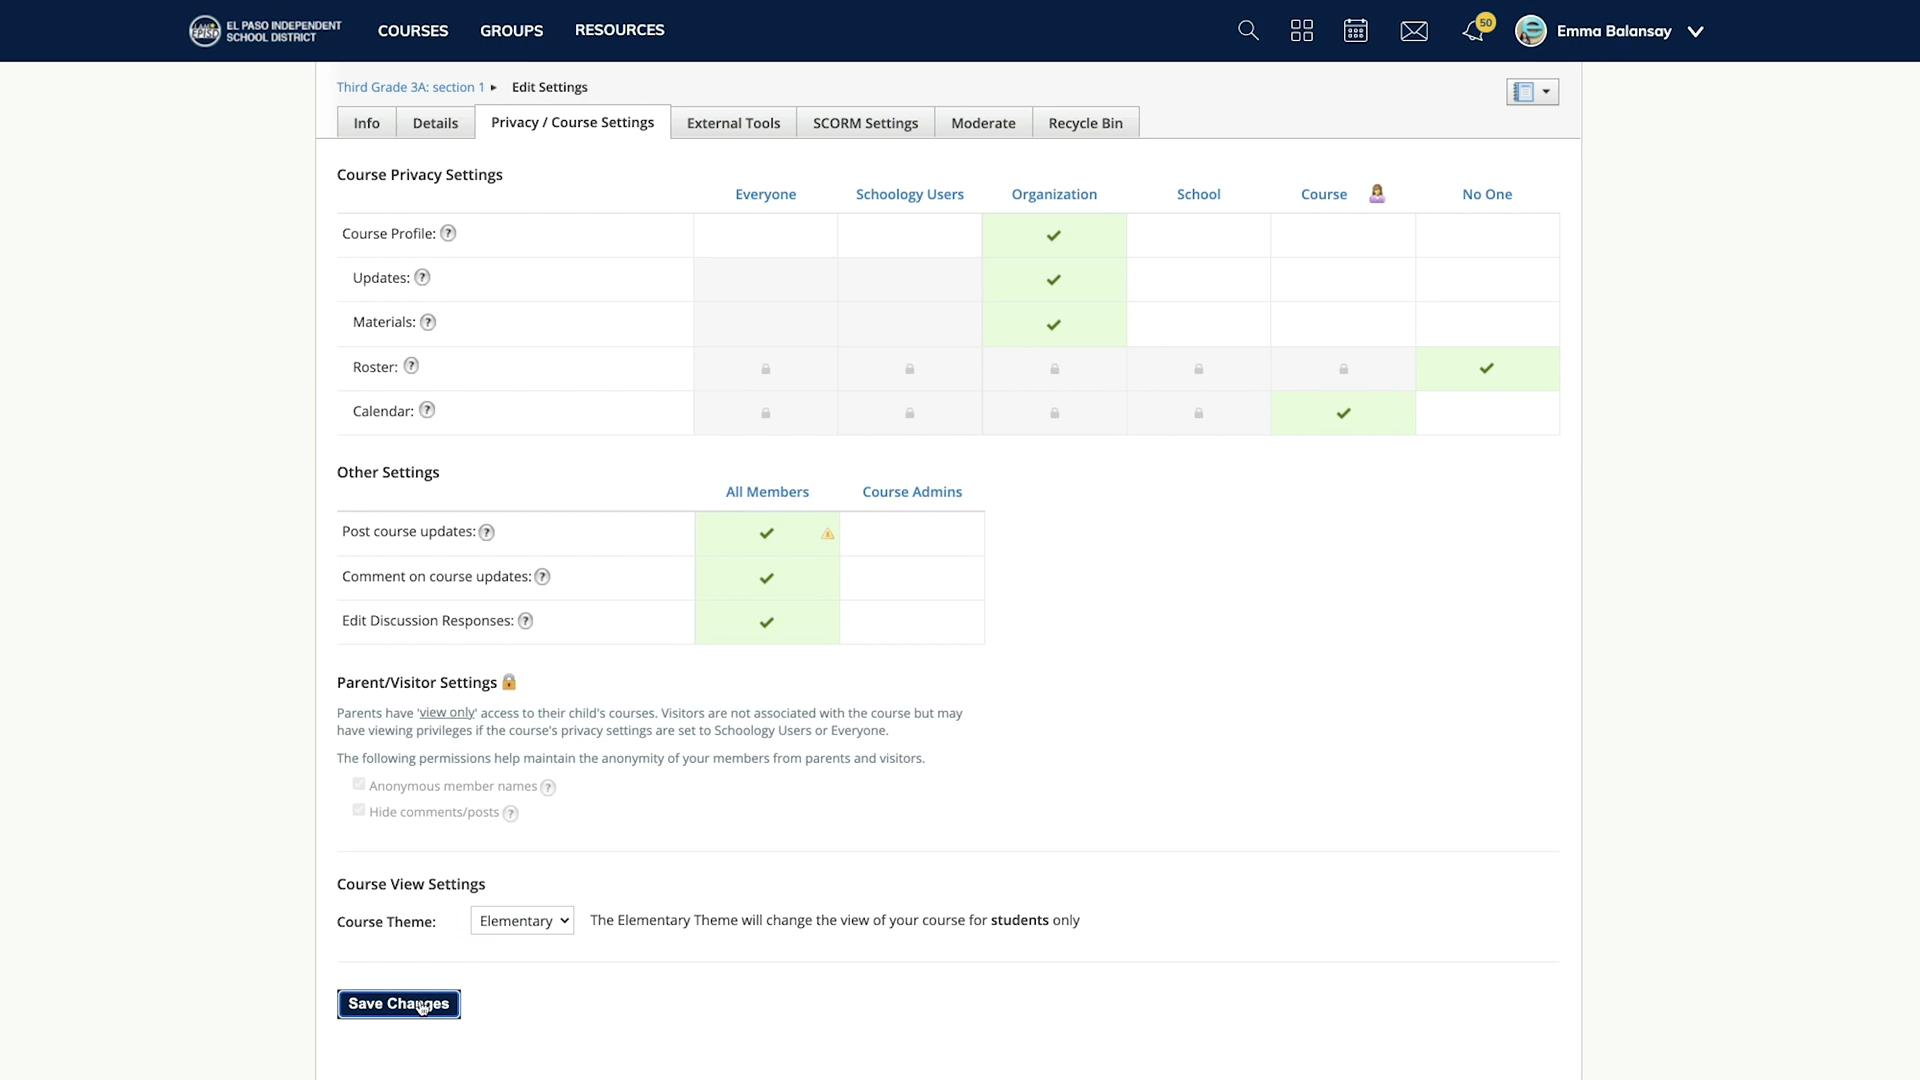 EL PASO INDEPENDENT
SCHOOL DISTRICT
COURSES
GROUPS
RESOURCES
50
Emma Balansay
Third Grade 3A: section 1 ▸ Edit Settings
Info
Details
Privacy / Course Settings
External Tools
SCORM Settings
Moderate
Recycle Bin
Course Privacy Settings
Everyone
Schoology Users
Organization
School
Course
No One
Course Profile: ?
Updates: ?
Materials: ?
Roster: ?
Calendar: ?
Other Settings
All Members
Course Admins
Post course updates: ?
Comment on course updates: ?
Edit Discussion Responses: ?
Parent/Visitor Settings
Parents have 'view only' access to their child's courses. Visitors are not associated with the course but may
have viewing privileges if the course's privacy settings are set to Schoology Users or Everyone.
The following permissions help maintain the anonymity of your members from parents and visitors.
Anonymous member names ?
Hide comments/posts ?
Course View Settings
Course Theme: Elementary The Elementary Theme will change the view of your course for students only
Save Changes